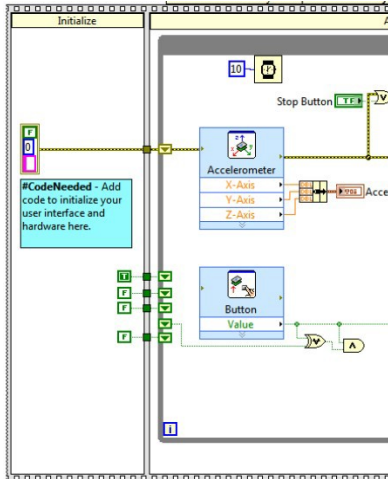 Initialize
A
10
Stop Button
TF
F
0
Accelerometer
X-Axis
Y-Axis
Z-Axis
Acce
#CodeNeeded - Add
code to initialize your
user interface and
hardware here.
T
F
F
F
Button
Value
i